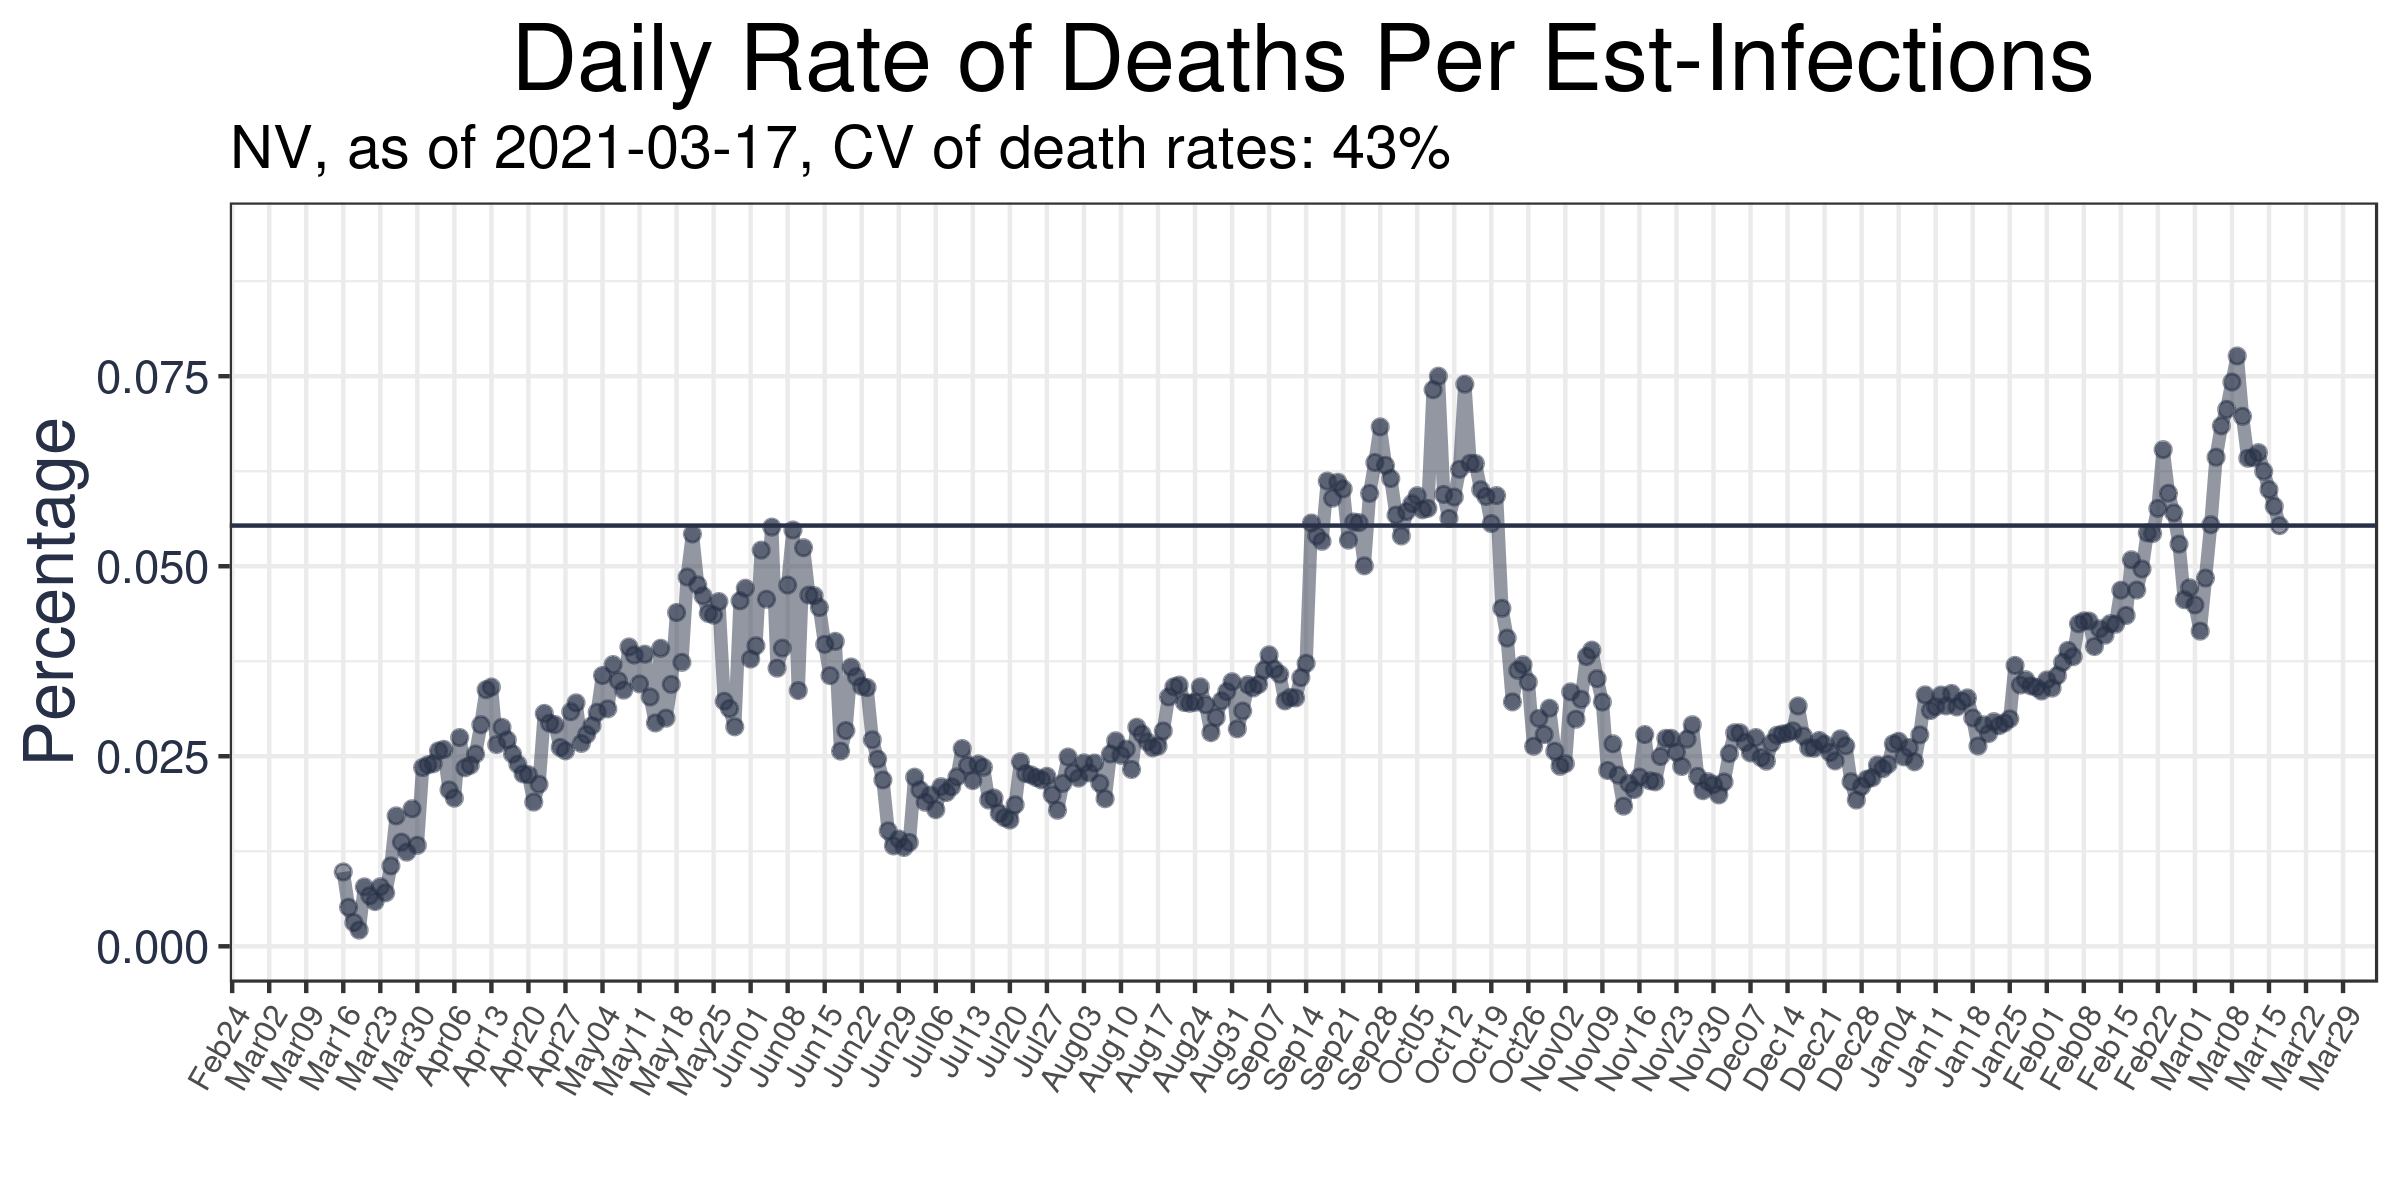 Daily Rate of Deaths Per Est-Infections
NV, as of 2021-03-17, CV of death rates: 43%
Percentage
0.075
0.050
0.025
0.000
Feb24
Mar02
Mar09
Mar16
Mar23
Mar30
Apr06
Apr13
Apr20
Apr27
May04
May11
May18
May25
Jun01
Jun08
Jun15
Jun22
Jun29
Jul06
Jul13
Jul20
Jul27
Aug03
Aug10
Aug17
Aug24
Aug31
Sep07
Sep14
Sep21
Sep28
Oct05
Oct12
Oct19
Oct26
Nov02
Nov09
Nov16
Nov23
Nov30
Dec07
Dec14
Dec21
Dec28
Jan04
Jan11
Jan18
Jan25
Feb01
Feb08
Feb15
Feb22
Mar01
Mar08
Mar15
Mar22
Mar29